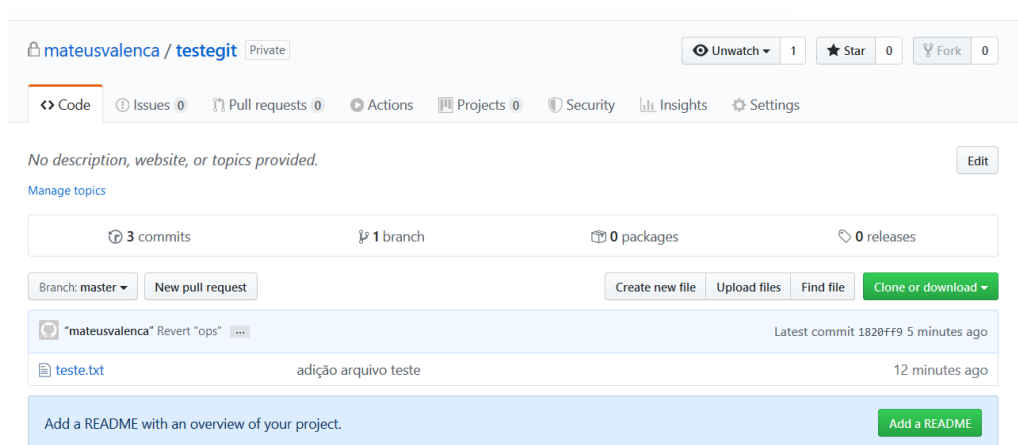 mateusvalenca / testegit Private Unwatch 1 Star 0 Fork 0
Code Issues 0 Pull requests 0 Actions Projects 0 Security Insights Settings
No description, website, or topics provided. Edit
Manage topics
3 commits 1 branch 0 packages 0 releases
Branch: master New pull request Create new file Upload files Find file Clone or download
"mateusvalenca" Revert "ops" ... Latest commit 1820ff9 5 minutes ago
teste.txt adição arquivo teste 12 minutes ago
Add a README with an overview of your project. Add a README